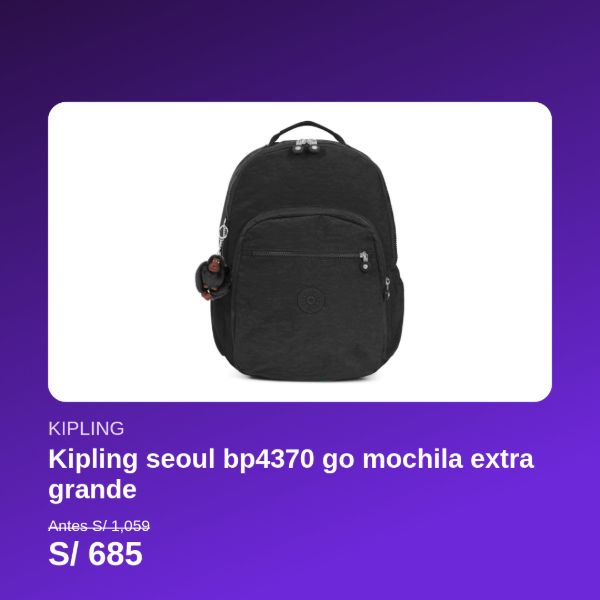 KIPLING
Kipling seoul bp4370 go mochila extra
grande
Antes S/ 1,059
S/ 685